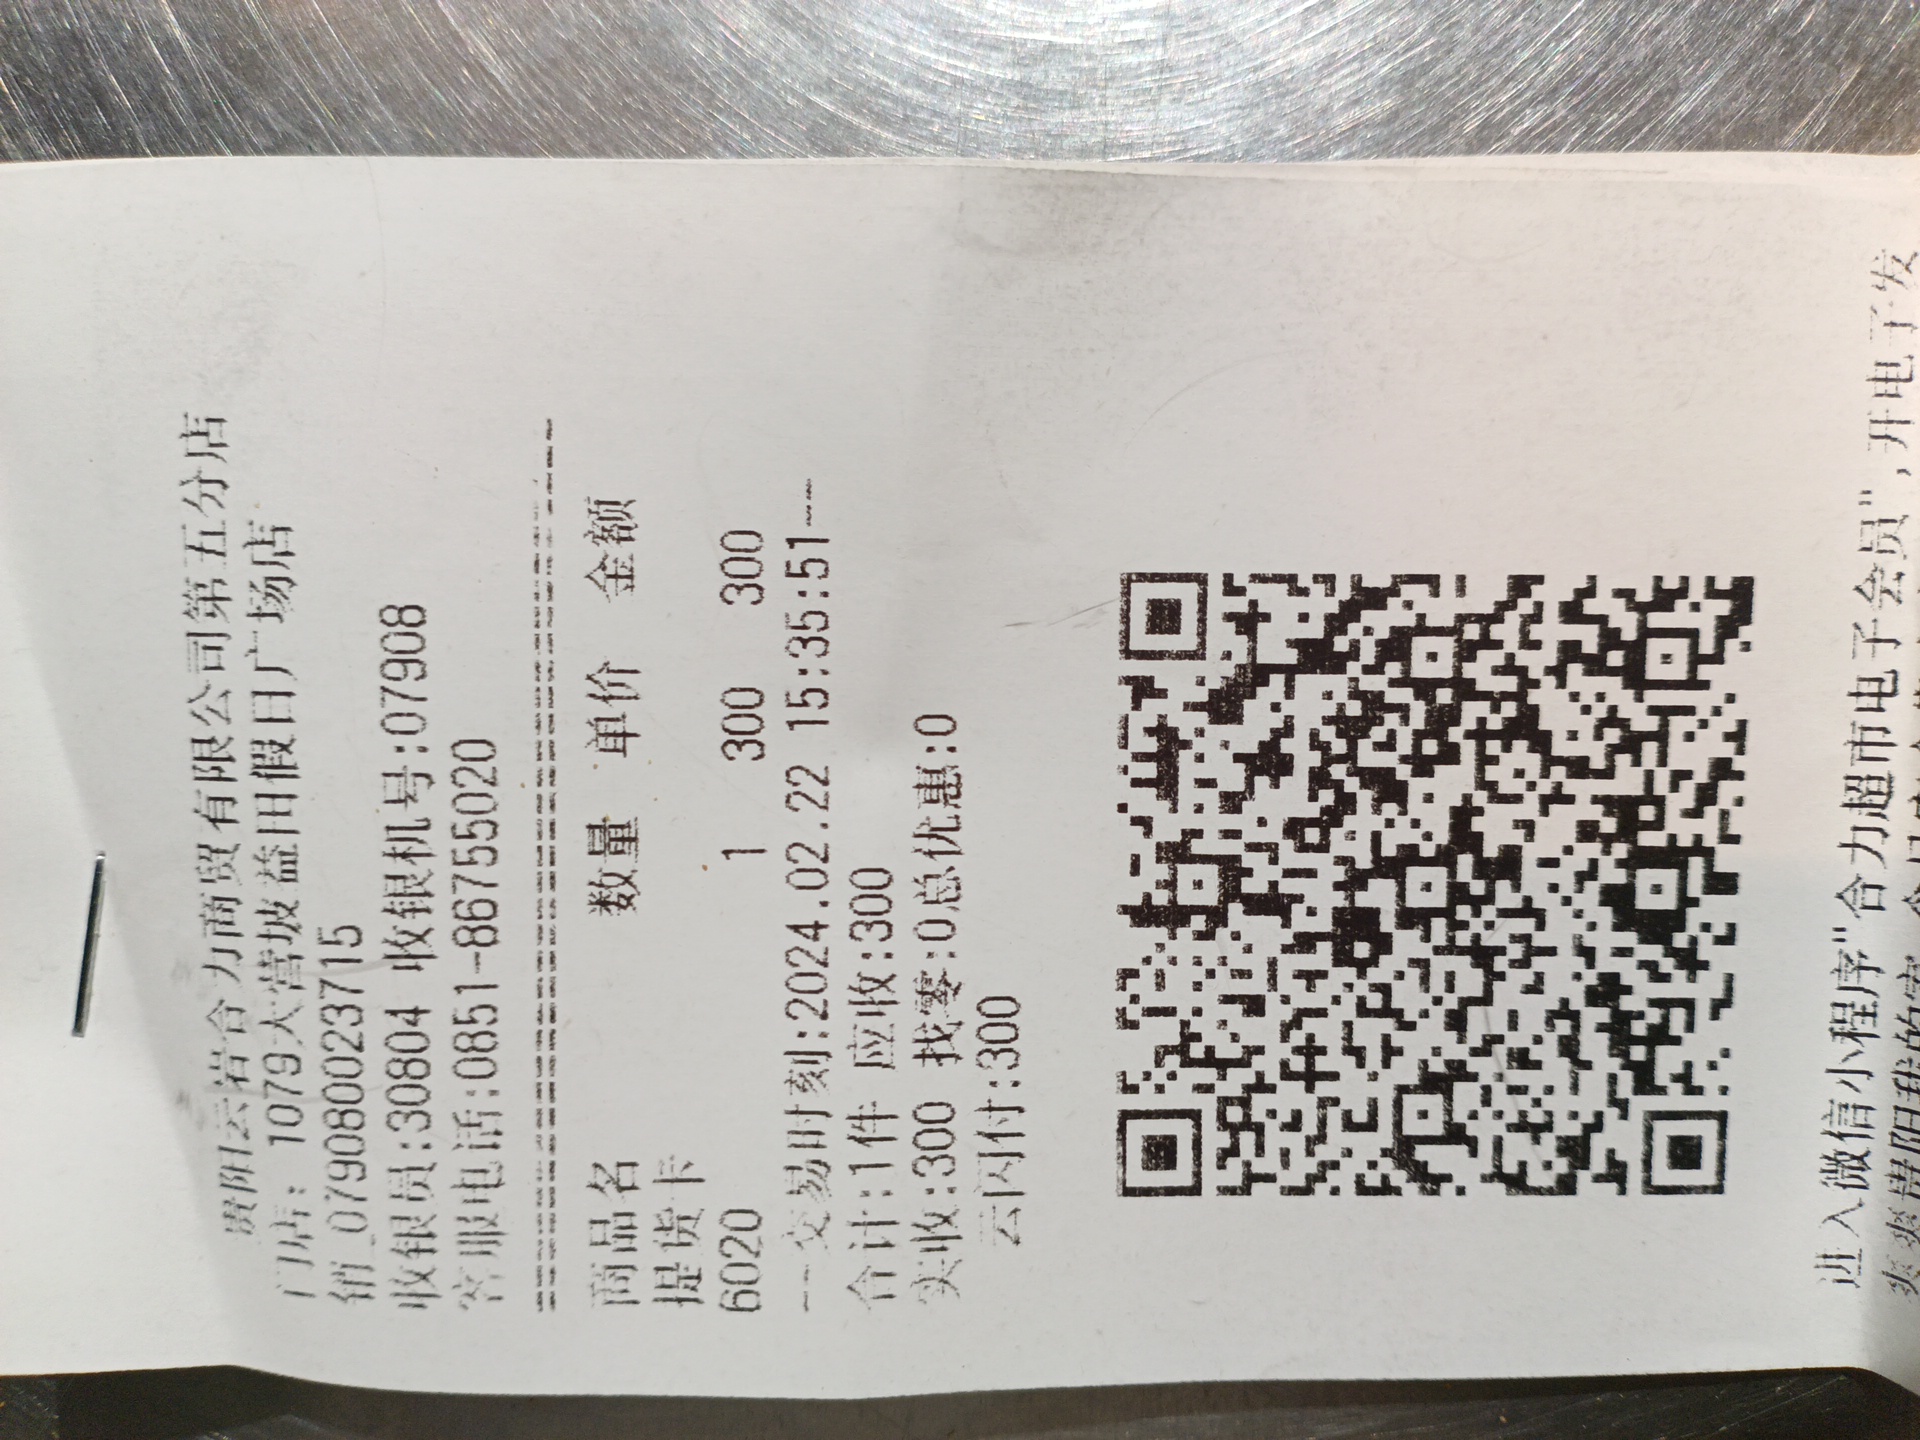 贵阳云岩合力商贸有限公司第五分店
门店: 1079大营坡益田假日广场店
销_0790800023715
收银员:30804 收银机号:07908
客服电话:0851-86755020
商品名 数量 单价 金额
提货卡
6020 1 300 300
---交易时刻:2024.02.22 15:35:51---
合计:1件 应收:300
实收:300 找零:0总优惠:0
云闪付:300
进入微信小程序"合力超市电子会员",开电子发